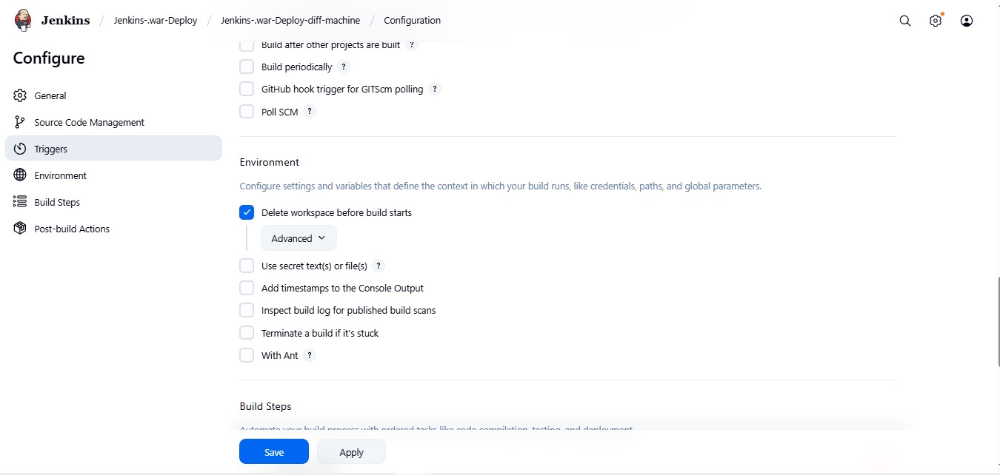 Jenkins / Jenkins-.war-Deploy / Jenkins-.war-Deploy-diff-machine / Configuration
Configure
General
Source Code Management
Triggers
Environment
Build Steps
Post-build Actions
Build after other projects are built ?
Build periodically ?
GitHub hook trigger for GITScm polling ?
Poll SCM ?
Environment
Configure settings and variables that define the context in which your build runs, like credentials, paths, and global parameters.
Delete workspace before build starts
Advanced
Use secret text(s) or file(s) ?
Add timestamps to the Console Output
Inspect build log for published build scans
Terminate a build if it's stuck
With Ant ?
Build Steps
Automate your build process with ordered tasks like code compilation, testing, and deployment.
Save Apply